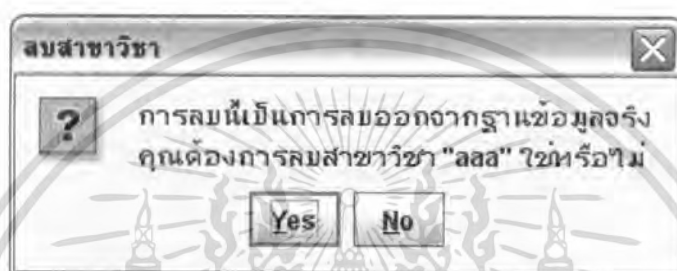 ลบสาขาวิชา
?
การลบนี้เป็นการลบออกจากฐานข้อมูลจริง
คุณต้องการลบสาขาวิชา "aaa" ใช่หรือไม่
Yes No